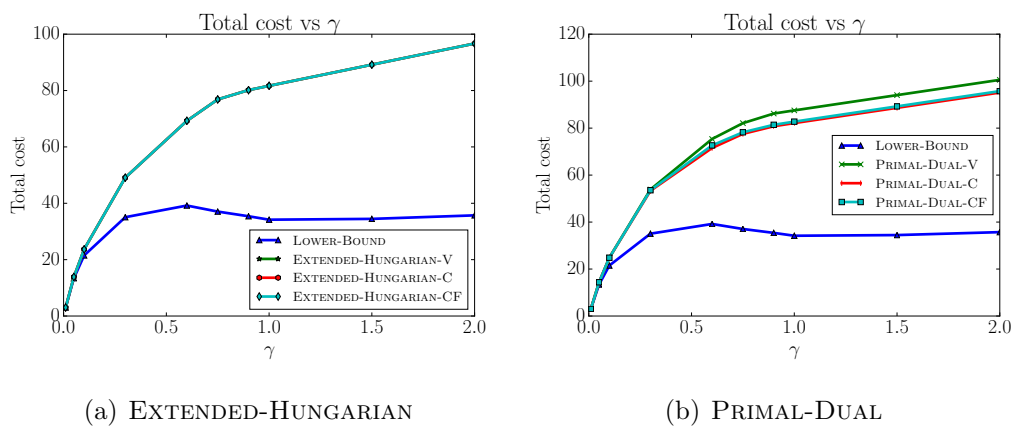 Total cost vs γ
100
80
60
40
20
0
0.0
0.5
1.0
1.5
2.0
Total cost
γ
LOWER-BOUND
EXTENDED-HUNGARIAN-V
EXTENDED-HUNGARIAN-C
EXTENDED-HUNGARIAN-CF
(a) EXTENDED-HUNGARIAN
Total cost vs γ
120
100
80
60
40
20
0
0.0
0.5
1.0
1.5
2.0
Total cost
γ
LOWER-BOUND
PRIMAL-DUAL-V
PRIMAL-DUAL-C
PRIMAL-DUAL-CF
(b) PRIMAL-DUAL